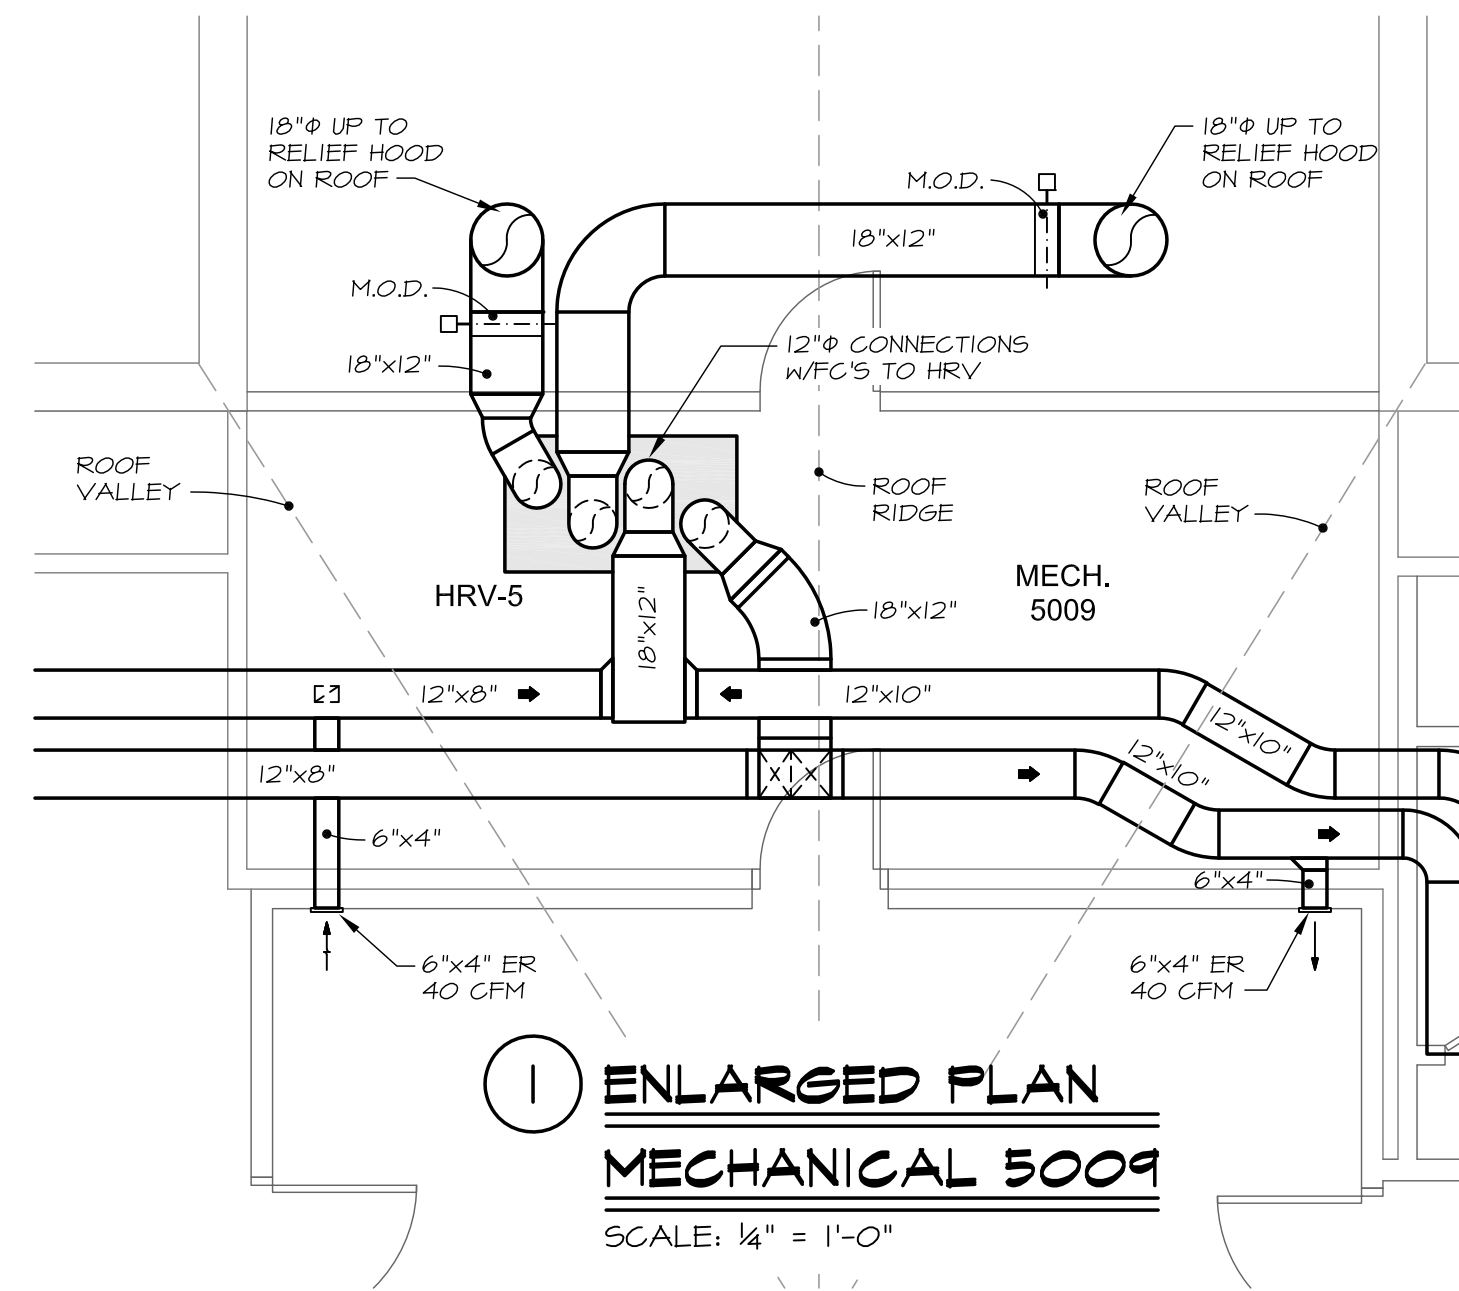 18"Φ UP TO
RELIEF HOOD
ON ROOF
18"Φ UP TO
RELIEF HOOD
ON ROOF
M.O.D.
18"x12"
M.O.D.
18"x12"
12"Φ CONNECTIONS
W/FC'S TO HRV
ROOF
VALLEY
ROOF
RIDGE
ROOF
VALLEY
HRV-5
MECH.
5009
18"x12"
18"x12"
12"x8"
12"x10"
12"x10"
12"x10"
12"x8"
6"x4"
6"x4"
6"x4" ER
40 CFM
6"x4" ER
40 CFM
1
ENLARGED PLAN
MECHANICAL 5009
SCALE: ¼" = 1'-0"